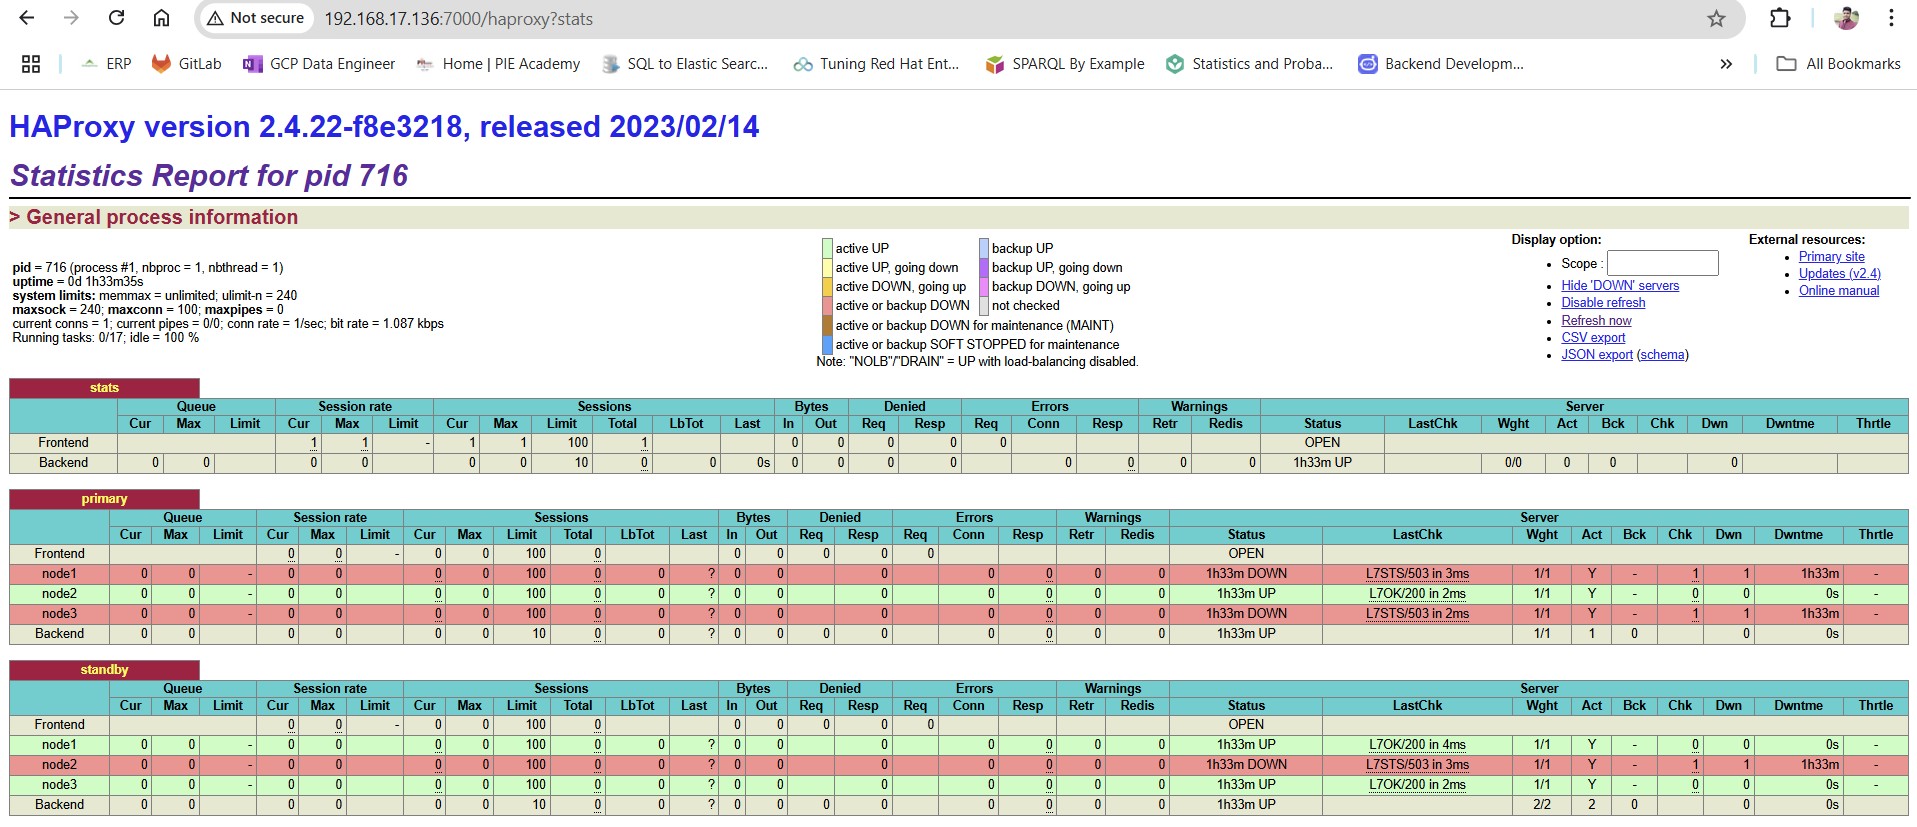 Not secure 192.168.17.136:7000/haproxy?stats
ERP GitLab GCP Data Engineer Home | PIE Academy SQL to Elastic Searc... Tuning Red Hat Ent... SPARQL By Example Statistics and Proba... Backend Developm... » All Bookmarks
HAProxy version 2.4.22-f8e3218, released 2023/02/14
Statistics Report for pid 716
> General process information
pid = 716 (process #1, nbproc = 1, nbthread = 1)
uptime = 0d 1h33m35s
system limits: memmax = unlimited; ulimit-n = 240
maxsock = 240; maxconn = 100; maxpipes = 0
current conns = 1; current pipes = 0/0; conn rate = 1/sec; bit rate = 1.087 kbps
Running tasks: 0/17; idle = 100 %
active UP backup UP
active UP, going down backup UP, going down
active DOWN, going up backup DOWN, going up
active or backup DOWN not checked
active or backup DOWN for maintenance (MAINT)
active or backup SOFT STOPPED for maintenance
Note: "NOLB"/"DRAIN" = UP with load-balancing disabled.
Display option:
• Scope :
• Hide 'DOWN' servers
• Disable refresh
• Refresh now
• CSV export
• JSON export (schema)
External resources:
• Primary site
• Updates (v2.4)
• Online manual
stats
Queue Session rate Sessions Bytes Denied Errors Warnings Server
Cur Max Limit Cur Max Limit Cur Max Limit Total LbTot Last In Out Req Resp Req Conn Resp Retr Redis Status LastChk Wght Act Bck Chk Dwn Dwntme Thrtle
Frontend 1 1 - 1 1 100 1 0 0 0 0 0 OPEN
Backend 0 0 0 0 0 0 10 0 0 0s 0 0 0 0 0 0 0 0 1h33m UP 0/0 0 0 0
primary
Queue Session rate Sessions Bytes Denied Errors Warnings Server
Cur Max Limit Cur Max Limit Cur Max Limit Total LbTot Last In Out Req Resp Req Conn Resp Retr Redis Status LastChk Wght Act Bck Chk Dwn Dwntme Thrtle
Frontend 0 0 - 0 0 100 0 0 0 0 0 0 OPEN
node1 0 0 - 0 0 0 0 100 0 0 ? 0 0 0 0 0 0 0 1h33m DOWN L7STS/503 in 3ms 1/1 Y - 1 1 1h33m -
node2 0 0 - 0 0 0 0 100 0 0 ? 0 0 0 0 0 0 0 1h33m UP L7OK/200 in 2ms 1/1 Y - 0 0 0s -
node3 0 0 - 0 0 0 0 100 0 0 ? 0 0 0 0 0 0 0 1h33m DOWN L7STS/503 in 2ms 1/1 Y - 1 1 1h33m -
Backend 0 0 0 0 0 0 10 0 0 ? 0 0 0 0 0 0 0 0 1h33m UP 1/1 1 0 0 0s
standby
Queue Session rate Sessions Bytes Denied Errors Warnings Server
Cur Max Limit Cur Max Limit Cur Max Limit Total LbTot Last In Out Req Resp Req Conn Resp Retr Redis Status LastChk Wght Act Bck Chk Dwn Dwntme Thrtle
Frontend 0 0 - 0 0 100 0 0 0 0 0 0 OPEN
node1 0 0 - 0 0 0 0 100 0 0 ? 0 0 0 0 0 0 0 1h33m UP L7OK/200 in 4ms 1/1 Y - 0 0 0s -
node2 0 0 - 0 0 0 0 100 0 0 ? 0 0 0 0 0 0 0 1h33m DOWN L7STS/503 in 3ms 1/1 Y - 1 1 1h33m -
node3 0 0 - 0 0 0 0 100 0 0 ? 0 0 0 0 0 0 0 1h33m UP L7OK/200 in 2ms 1/1 Y - 0 0 0s -
Backend 0 0 0 0 0 0 10 0 0 ? 0 0 0 0 0 0 0 0 1h33m UP 2/2 2 0 0 0s